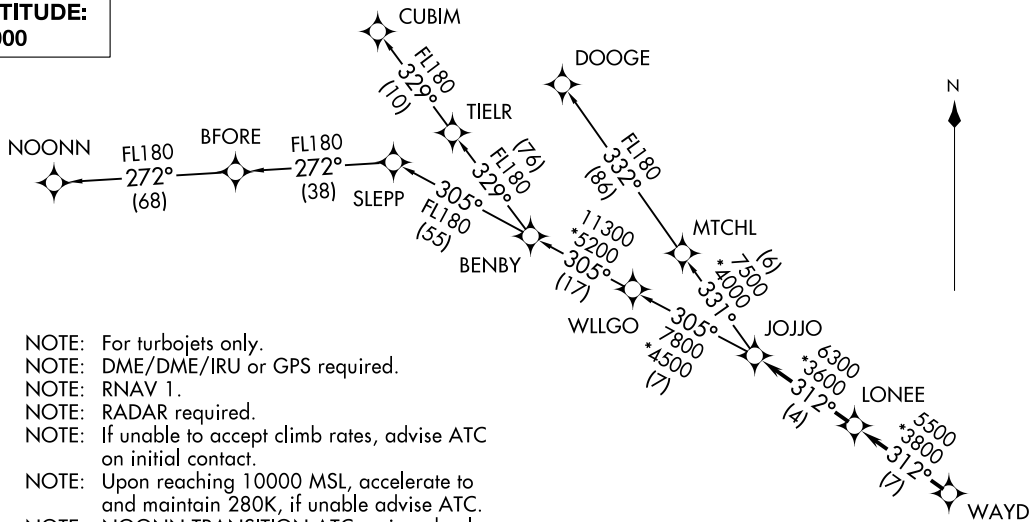 TITUDE:
000
CUBIM
FL180
329°
(10)
DOOGE
TIELR
FL180
332°
(86)
NOONN
FL180
272°
(68)
BFORE
FL180
272°
(38)
SLEPP
(76)
FL180
329°
305°
FL180
(55)
BENBY
11300
*5200
305°
(17)
WLLGO
MTCHL
(6)
7500
*4000
331°
305°
7800
*4500
(7)
JOJJO
6300
*3600
312°
(4)
LONEE
5500
*3800
312°
(7)
WAYD
N
NOTE: For turbojets only.
NOTE: DME/DME/IRU or GPS required.
NOTE: RNAV 1.
NOTE: RADAR required.
NOTE: If unable to accept climb rates, advise ATC
on initial contact.
NOTE: Upon reaching 10000 MSL, accelerate to
and maintain 280K, if unable advise ATC.